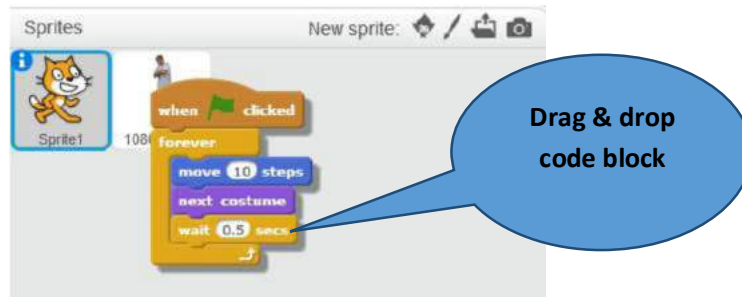 Sprites
New sprite:
Sprite1
108
when clicked
forever
move 10 steps
next costume
wait 0.5 secs
Drag & drop
code block